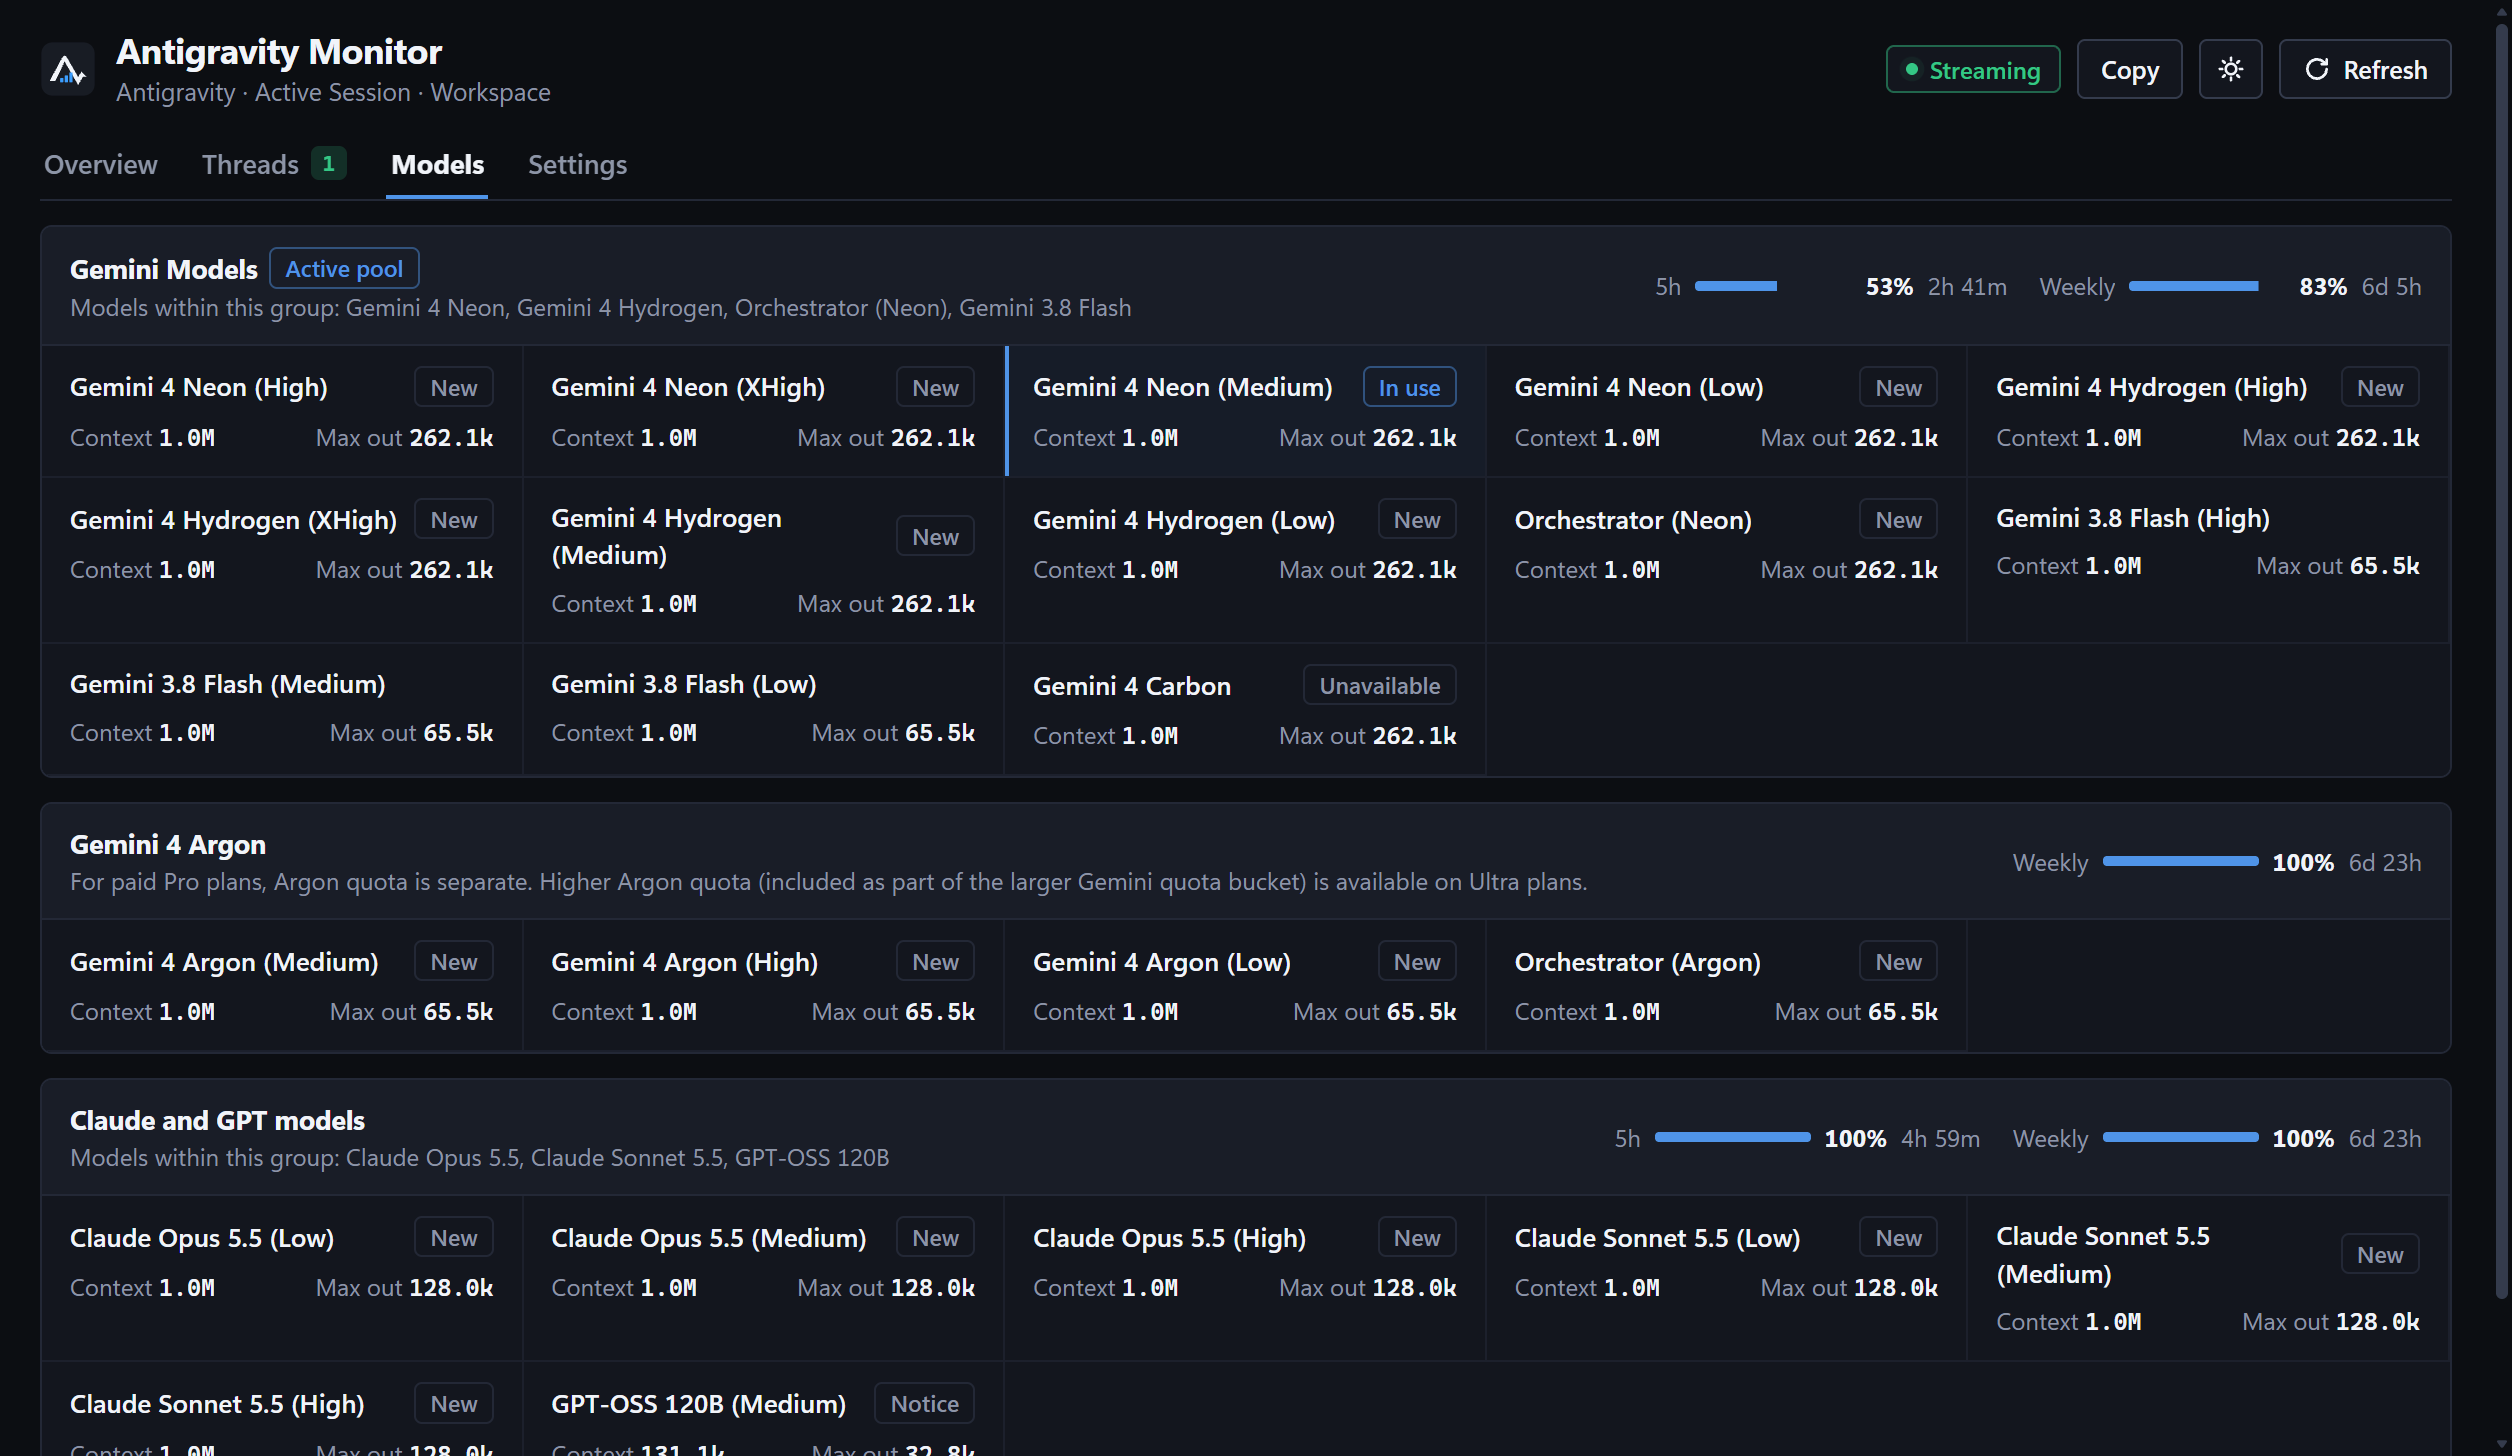 Antigravity Monitor
Antigravity · Active Session · Workspace
Streaming
Copy
Refresh
Overview
Threads 1
Models
Settings
Gemini Models Active pool
Models within this group: Gemini 4 Neon, Gemini 4 Hydrogen, Orchestrator (Neon), Gemini 3.8 Flash
5h 53% 2h 41m Weekly 83% 6d 5h
Gemini 4 Neon (High) New
Context 1.0M Max out 262.1k
Gemini 4 Neon (XHigh) New
Context 1.0M Max out 262.1k
Gemini 4 Neon (Medium) In use
Context 1.0M Max out 262.1k
Gemini 4 Neon (Low) New
Context 1.0M Max out 262.1k
Gemini 4 Hydrogen (High) New
Context 1.0M Max out 262.1k
Gemini 4 Hydrogen (XHigh) New
Context 1.0M Max out 262.1k
Gemini 4 Hydrogen
(Medium)
New
Context 1.0M Max out 262.1k
Gemini 4 Hydrogen (Low) New
Context 1.0M Max out 262.1k
Orchestrator (Neon) New
Context 1.0M Max out 262.1k
Gemini 3.8 Flash (High)
Context 1.0M Max out 65.5k
Gemini 3.8 Flash (Medium)
Context 1.0M Max out 65.5k
Gemini 3.8 Flash (Low)
Context 1.0M Max out 65.5k
Gemini 4 Carbon Unavailable
Context 1.0M Max out 262.1k
Gemini 4 Argon
For paid Pro plans, Argon quota is separate. Higher Argon quota (included as part of the larger Gemini quota bucket) is available on Ultra plans.
Weekly 100% 6d 23h
Gemini 4 Argon (Medium) New
Context 1.0M Max out 65.5k
Gemini 4 Argon (High) New
Context 1.0M Max out 65.5k
Gemini 4 Argon (Low) New
Context 1.0M Max out 65.5k
Orchestrator (Argon) New
Context 1.0M Max out 65.5k
Claude and GPT models
Models within this group: Claude Opus 5.5, Claude Sonnet 5.5, GPT-OSS 120B
5h 100% 4h 59m Weekly 100% 6d 23h
Claude Opus 5.5 (Low) New
Context 1.0M Max out 128.0k
Claude Opus 5.5 (Medium) New
Context 1.0M Max out 128.0k
Claude Opus 5.5 (High) New
Context 1.0M Max out 128.0k
Claude Sonnet 5.5 (Low) New
Context 1.0M Max out 128.0k
Claude Sonnet 5.5
(Medium)
New
Context 1.0M Max out 128.0k
Claude Sonnet 5.5 (High) New
Context 1.0M Max out 128.0k
GPT-OSS 120B (Medium) Notice
Context 131.1k Max out 32.8k